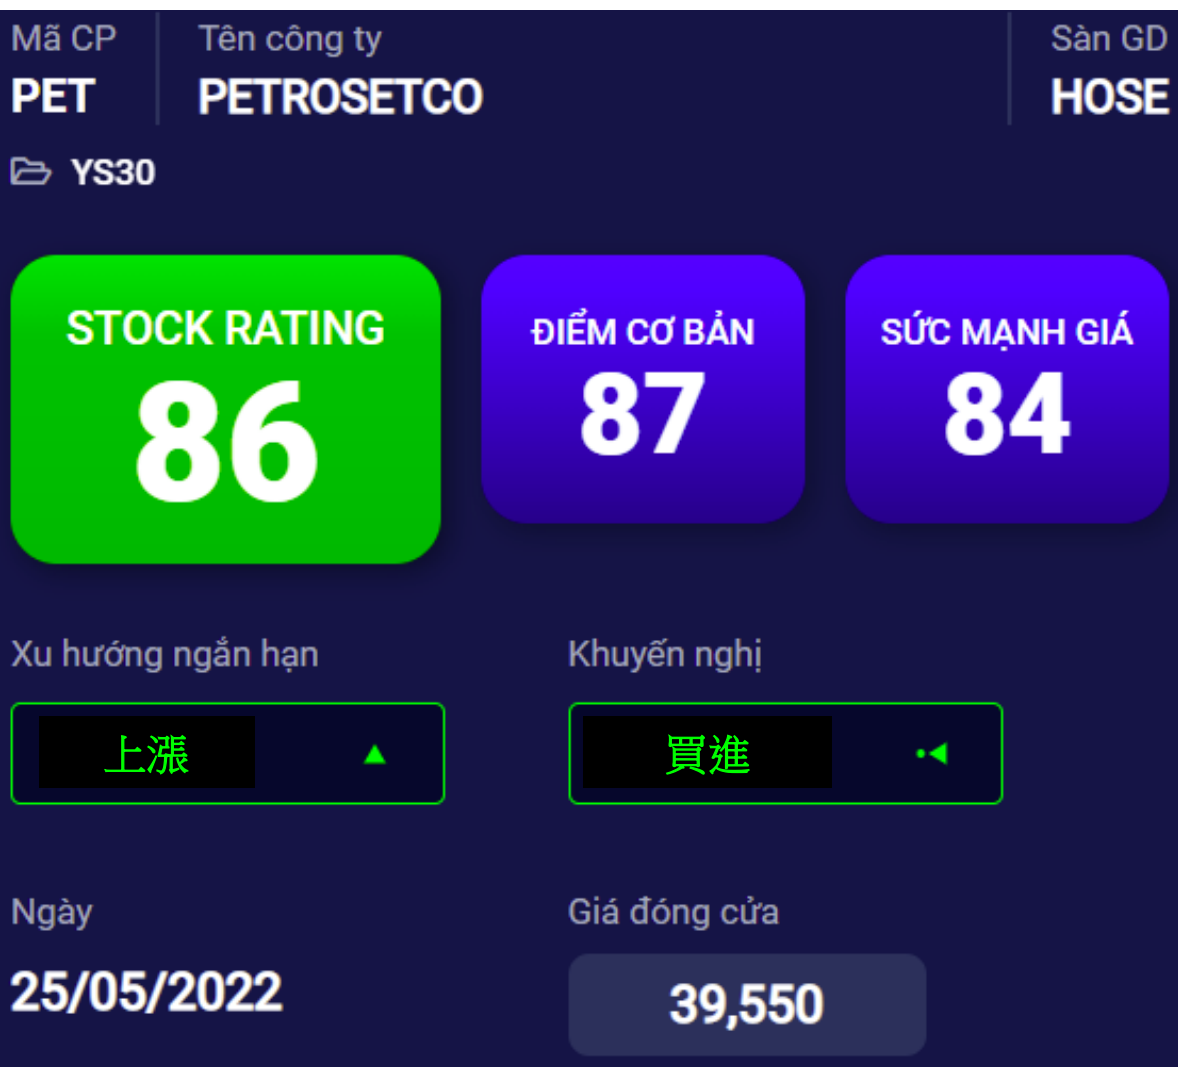 Mã CP
Tên công ty
Sàn GD
PET
PETROSETCO
HOSE
YS30
STOCK RATING
86
ĐIỂM CƠ BẢN
87
SỨC MẠNH GIÁ
84
Xu hướng ngắn hạn
Khuyến nghị
上漲
買進
Ngày
Giá đóng cửa
25/05/2022
39,550